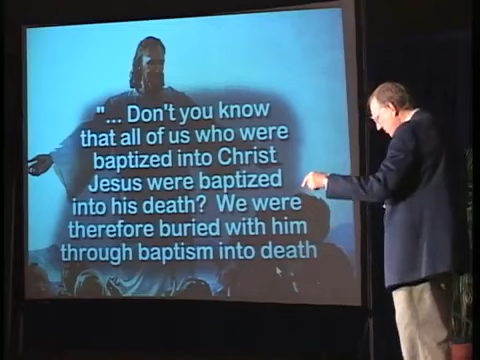 "... Don't you know
that all of us who were
baptized into Christ
Jesus were baptized
into his death?  We were
therefore buried with him
through baptism into death